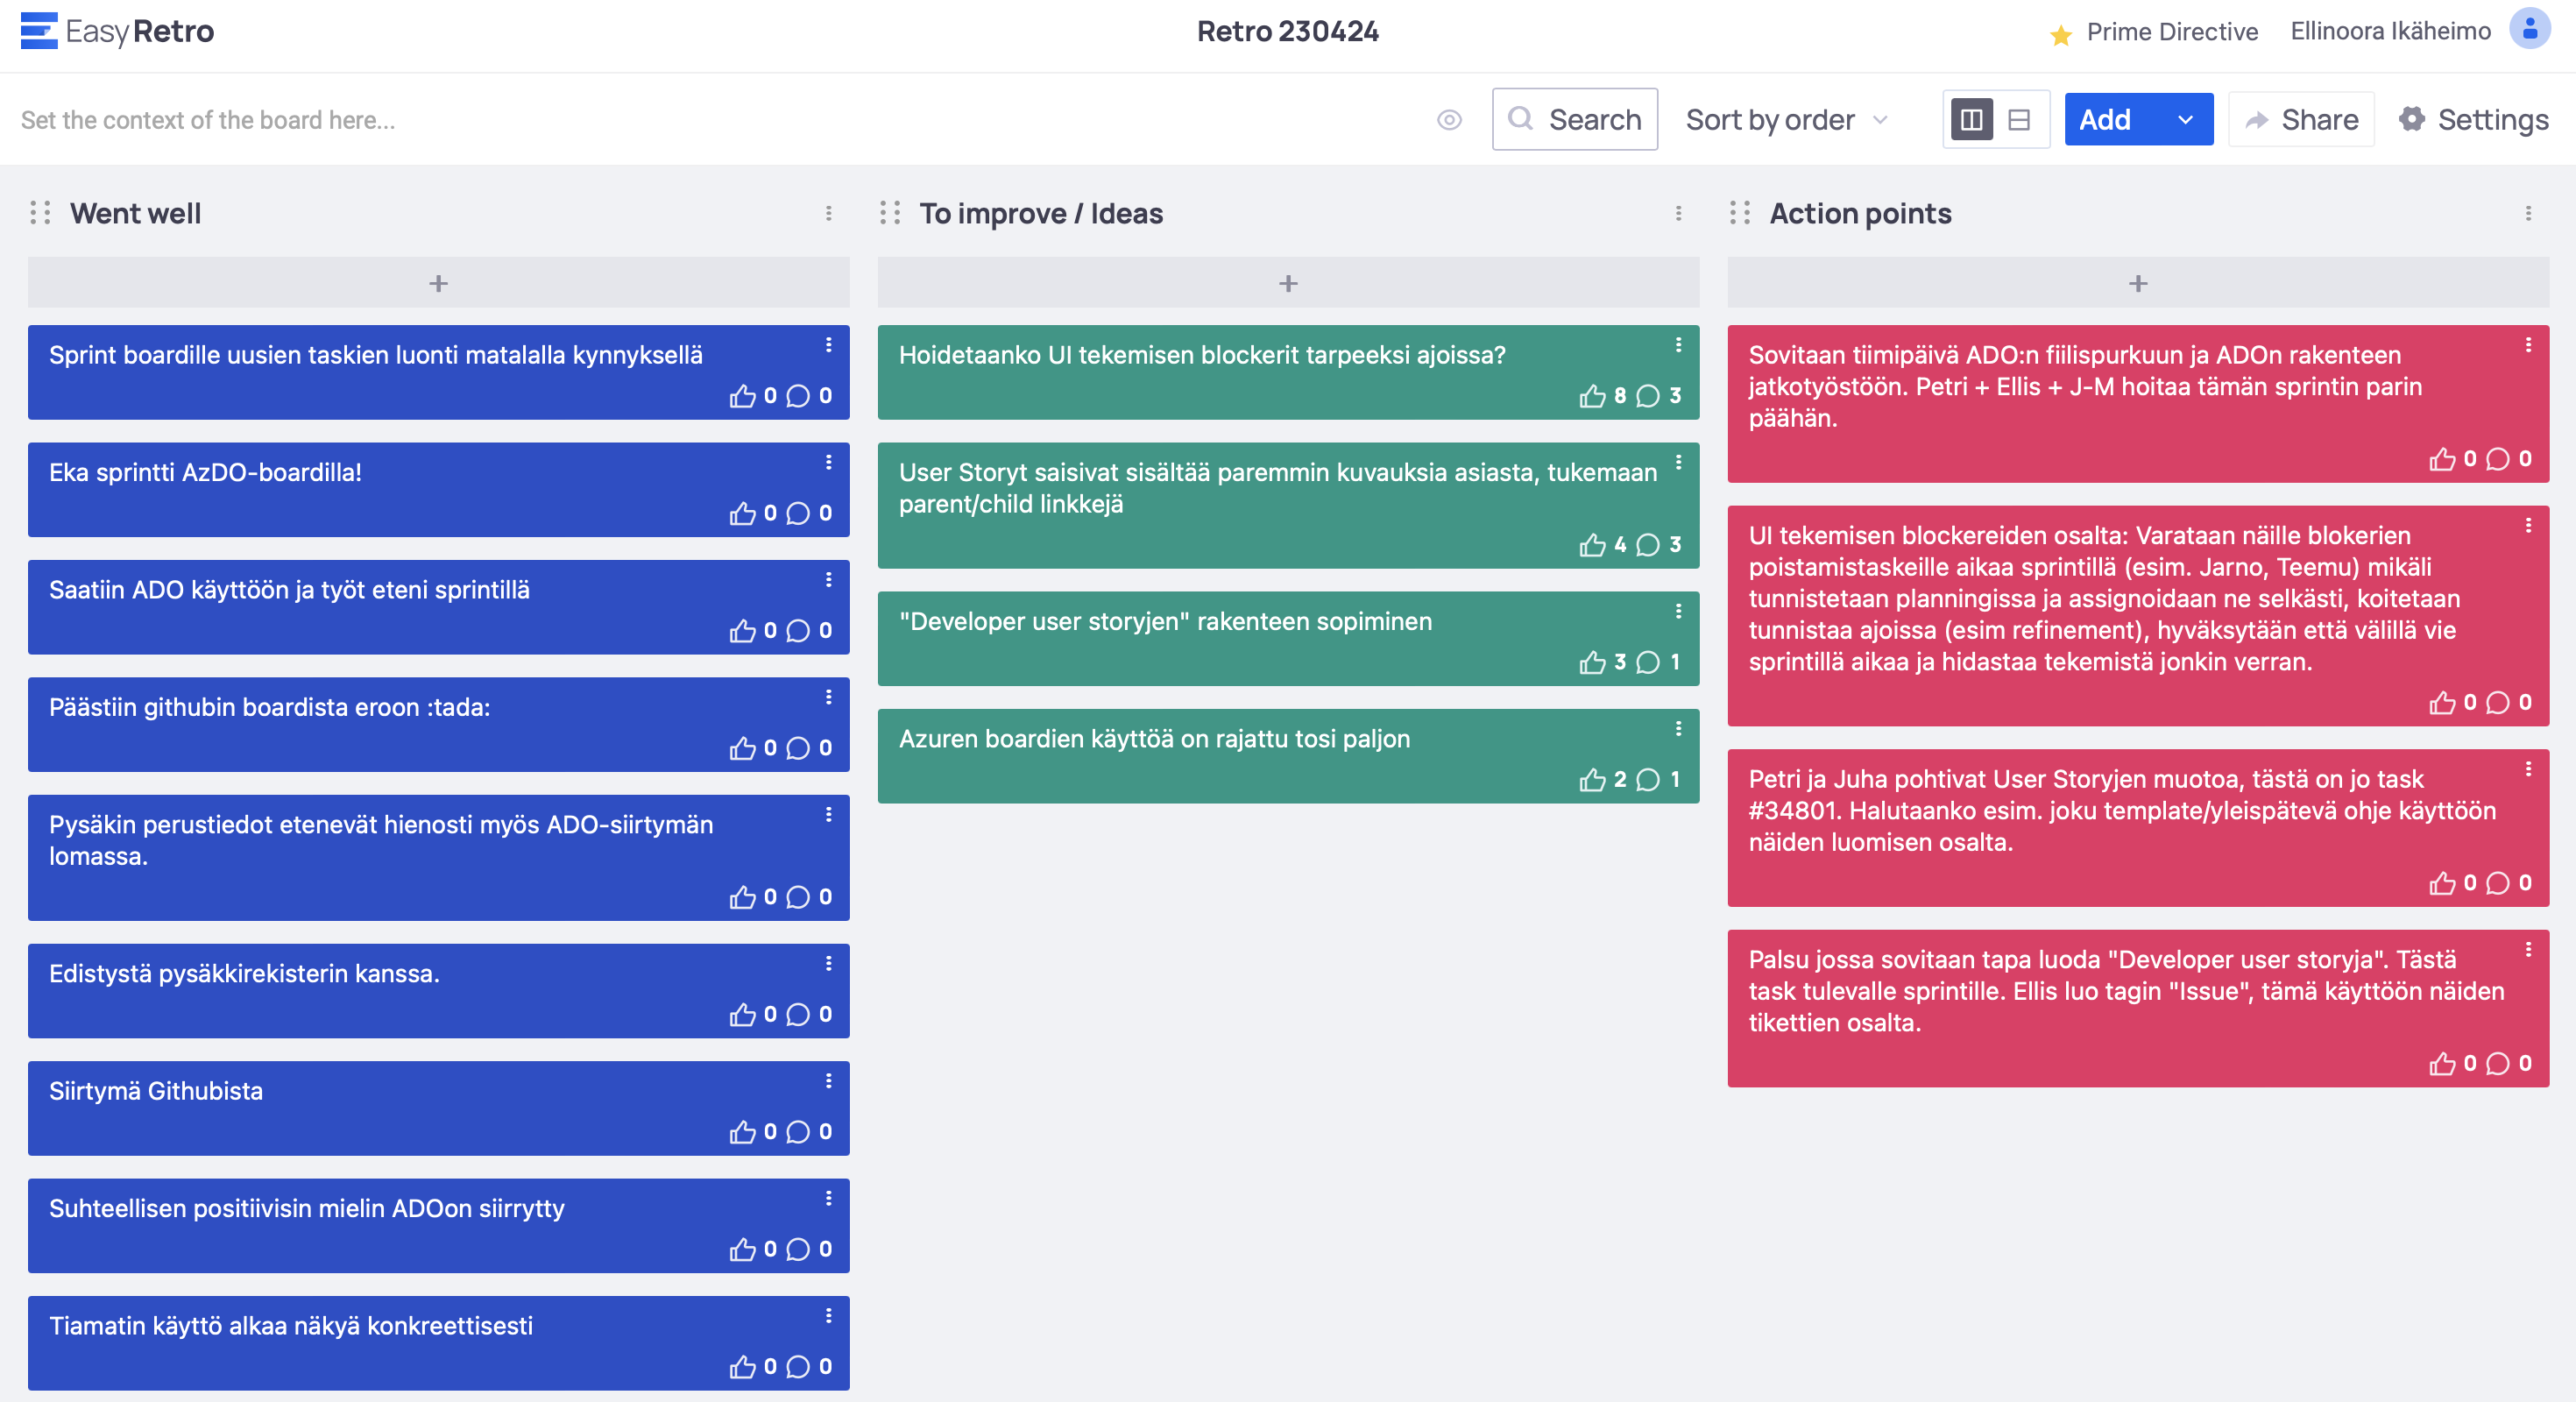 EasyRetro
Retro 230424
Prime Directive
Ellinoora Ikäheimo
Set the context of the board here...
Search
Sort by order
Add
Share
Settings
Went well
+
Sprint boardille uusien taskien luonti matalalla kynnyksellä
0 0
Eka sprintti AzDO-boardilla!
0 0
Saatiin ADO käyttöön ja työt eteni sprintillä
0 0
Päästiin githubin boardista eroon :tada:
0 0
Pysäkin perustiedot etenevät hienosti myös ADO-siirtymän
lomassa.
0 0
Edistystä pysäkkirekisterin kanssa.
0 0
Siirtymä Githubista
0 0
Suhteellisen positiivisin mielin ADOon siirrytty
0 0
Tiamatin käyttö alkaa näkyä konkreettisesti
0 0
To improve / Ideas
+
Hoidetaanko UI tekemisen blockerit tarpeeksi ajoissa?
8 3
User Storyt saisivat sisältää paremmin kuvauksia asiasta, tukemaan
parent/child linkkejä
4 3
"Developer user storyjen" rakenteen sopiminen
3 1
Azuren boardien käyttöä on rajattu tosi paljon
2 1
Action points
+
Sovitaan tiimipäivä ADO:n fiilispurkuun ja ADOn rakenteen
jatkotyöstöön. Petri + Ellis + J-M hoitaa tämän sprintin parin
päähän.
0 0
UI tekemisen blockereiden osalta: Varataan näille blokerien
poistamistaskeille aikaa sprintillä (esim. Jarno, Teemu) mikäli
tunnistetaan planningissa ja assignoidaan ne selkästi, koitetaan
tunnistaa ajoissa (esim refinement), hyväksytään että välillä vie
sprintillä aikaa ja hidastaa tekemistä jonkin verran.
0 0
Petri ja Juha pohtivat User Storyjen muotoa, tästä on jo task
#34801. Halutaanko esim. joku template/yleispätevä ohje käyttöön
näiden luomisen osalta.
0 0
Palsu jossa sovitaan tapa luoda "Developer user storyja". Tästä
task tulevalle sprintille. Ellis luo tagin "Issue", tämä käyttöön näiden
tikettien osalta.
0 0